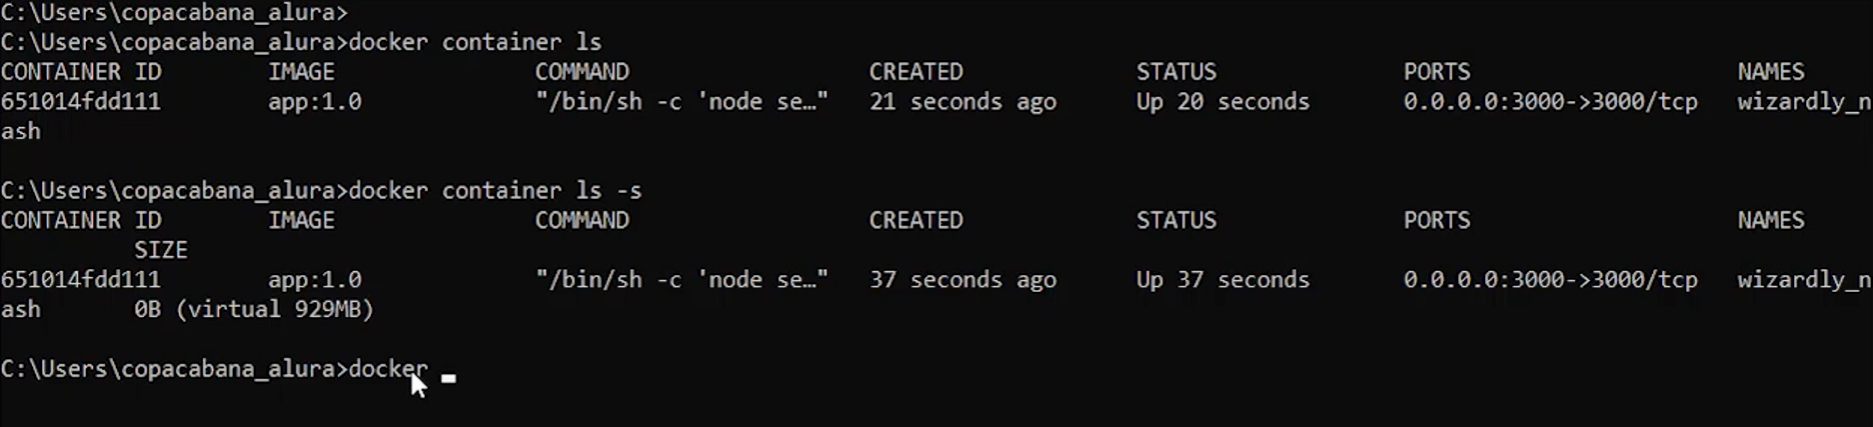 C:\Users\copacabana_alura>
C:\Users\copacabana_alura>docker container ls
CONTAINER ID        IMAGE               COMMAND                  CREATED             STATUS              PORTS                    NAMES
651014fdd111        app:1.0             "/bin/sh -c 'node se…"   21 seconds ago      Up 20 seconds       0.0.0.0:3000->3000/tcp   wizardly_n
ash
C:\Users\copacabana_alura>docker container ls -s
CONTAINER ID        IMAGE               COMMAND                  CREATED             STATUS              PORTS                    NAMES
          SIZE
651014fdd111        app:1.0             "/bin/sh -c 'node se…"   37 seconds ago      Up 37 seconds       0.0.0.0:3000->3000/tcp   wizardly_n
ash       0B (virtual 929MB)
C:\Users\copacabana_alura>docker